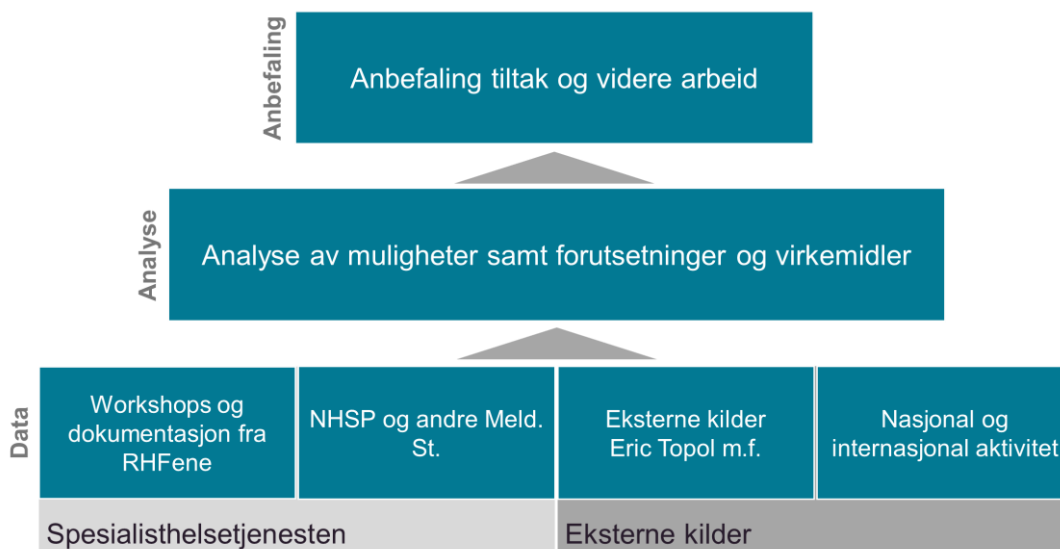 Anbefaling
Anbefaling tiltak og videre arbeid
Analyse
Analyse av muligheter samt forutsetninger og virkemidler
Data
Workshops og
dokumentasjon fra
RHFene
NHSP og andre Meld.
St.
Eksterne kilder
Eric Topol m.f.
Nasjonal og
internasjonal aktivitet
Spesialisthelsetjenesten
Eksterne kilder